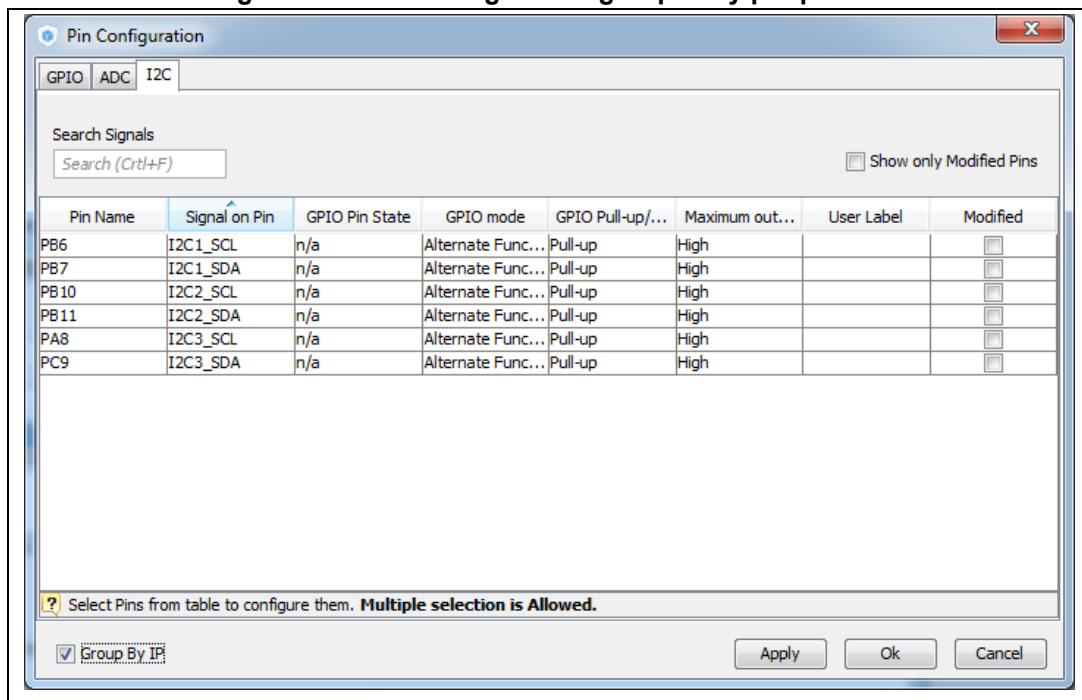 Pin Configuration
X
GPIO ADC I2C
Search Signals
Search (Crtl+F)
Show only Modified Pins
Pin Name Signal on Pin GPIO Pin State GPIO mode GPIO Pull-up/... Maximum out... User Label Modified
PB6 I2C1_SCL n/a Alternate Func... Pull-up High
PB7 I2C1_SDA n/a Alternate Func... Pull-up High
PB10 I2C2_SCL n/a Alternate Func... Pull-up High
PB11 I2C2_SDA n/a Alternate Func... Pull-up High
PA8 I2C3_SCL n/a Alternate Func... Pull-up High
PC9 I2C3_SDA n/a Alternate Func... Pull-up High
? Select Pins from table to configure them. Multiple selection is Allowed.
Group By IP Apply Ok Cancel